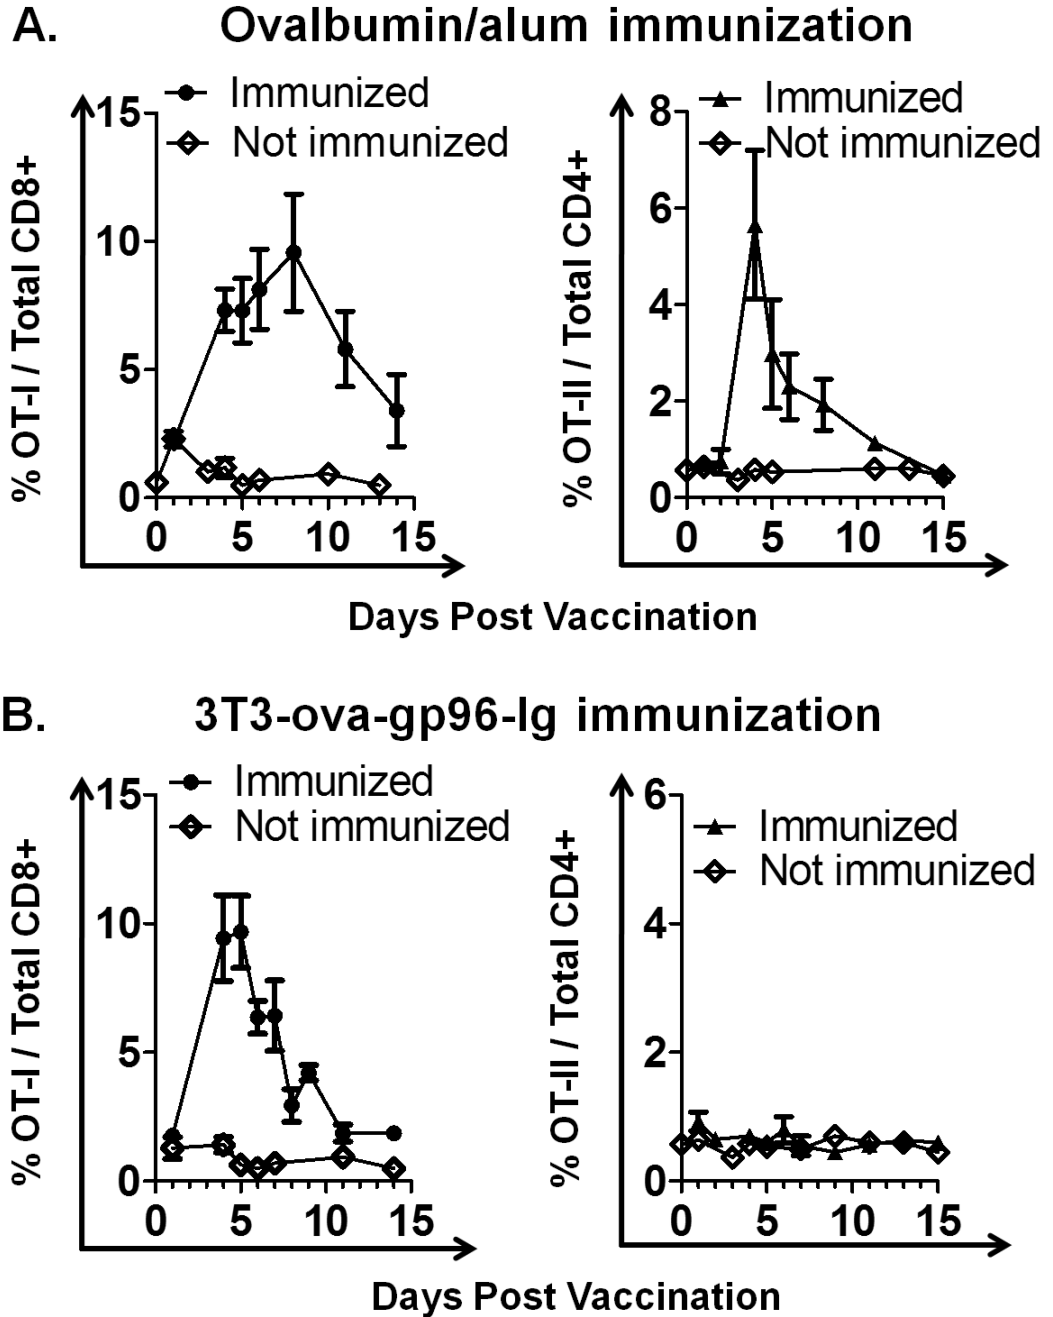 A. Ovalbumin/alum immunization
Immunized
Not immunized
% OT-I / Total CD8+
15
10
5
0
0 5 10 15
Immunized
Not immunized
% OT-II / Total CD4+
8
6
4
2
0
0 5 10 15
Days Post Vaccination
B. 3T3-ova-gp96-Ig immunization
Immunized
Not immunized
% OT-I / Total CD8+
15
10
5
0
0 5 10 15
Immunized
Not immunized
% OT-II / Total CD4+
6
4
2
0
0 5 10 15
Days Post Vaccination